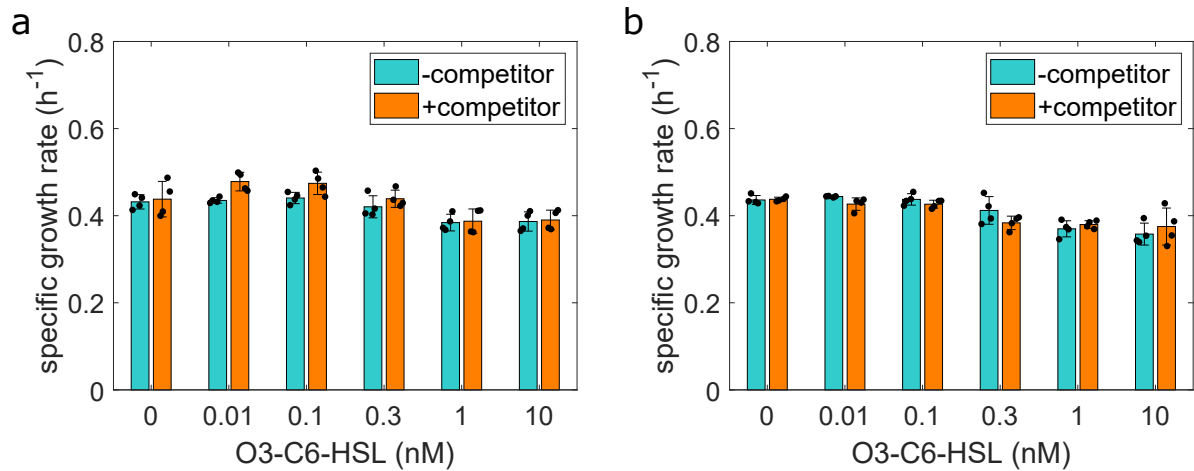 a
0.8
0.6
0.4
0.2
0
specific growth rate (h⁻¹)
-competitor
+competitor
0 0.01 0.1 0.3 1 10
O3-C6-HSL (nM)
b
0.8
0.6
0.4
0.2
0
specific growth rate (h⁻¹)
-competitor
+competitor
0 0.01 0.1 0.3 1 10
O3-C6-HSL (nM)